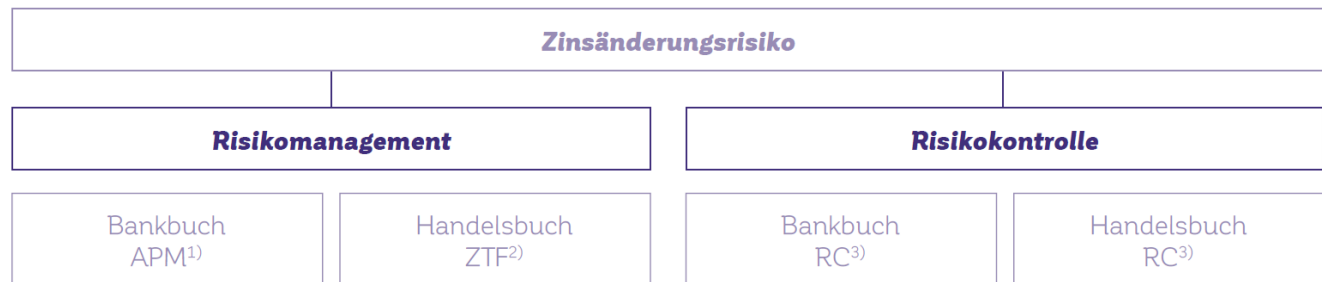 Zinsänderungsrisiko
Risikomanagement
Risikokontrolle
Bankbuch
APM1)
Handelsbuch
ZTF2)
Bankbuch
RC3)
Handelsbuch
RC3)